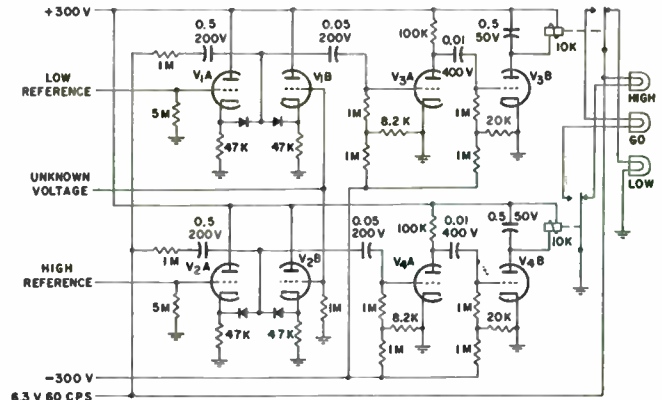 +300 V
0.5
200V
0.05
200V
100K
0.01
400 V
0.5
50V
10K
1M
V1A
V1B
V3A
V3B
LOW
REFERENCE
5M
47K
47K
1M
8.2 K
1M
20K
1M
1M
HIGH
GO
LOW
UNKNOWN
VOLTAGE
0.5
200V
0.05
200 V
100K
0.01
400 V
0.5 50V
10K
1M
V2A
V2B
V4A
V4B
HIGH
REFERENCE
5M
47K
47K
1M
1M
8.2K
1M
20K
1M
1M
-300 V
6.3 V 60 CPS